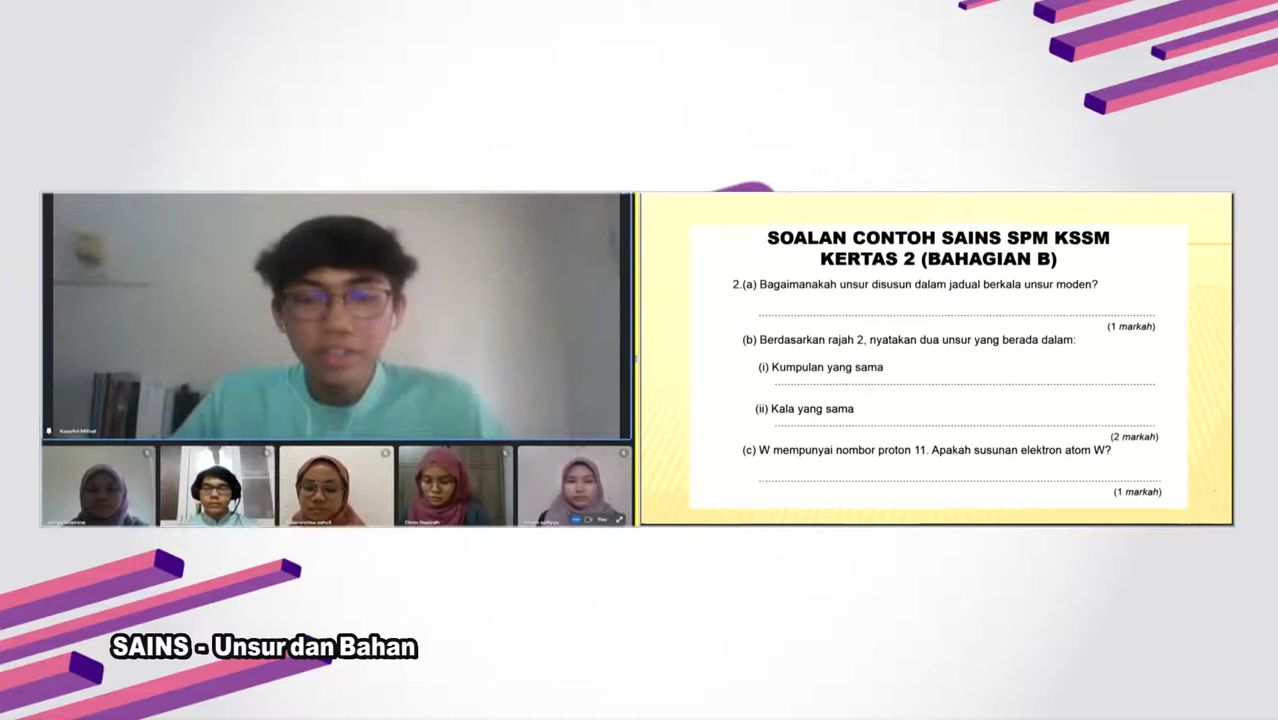 SOALAN CONTOH SAINS SPM KSSM
KERTAS 2 (BAHAGIAN B)
2.(a) Bagaimanakah unsur disusun dalam jadual berkala unsur moden?
(1 markah)
(b) Berdasarkan rajah 2, nyatakan dua unsur yang berada dalam:
(i) Kumpulan yang sama
(ii) Kala yang sama
(2 markah)
(c) W mempunyai nombor proton 11. Apakah susunan elektron atom W?
(1 markah)
You
SAINS - Unsur dan Bahan